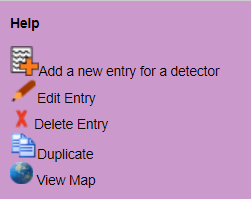 Help
Add a new entry for a detector
Edit Entry
Delete Entry
Duplicate
View Map